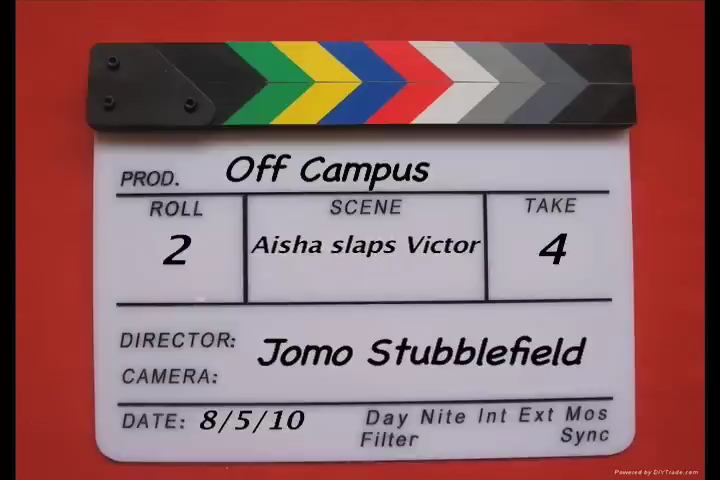 PROD. Off Campus
ROLL SCENE TAKE
2 Aisha slaps Victor 4
DIRECTOR: Jomo Stubblefield
CAMERA:
DATE: 8/5/10 Day Nite Int Ext Mos
Filter Sync
Powered by DIYTrade.com